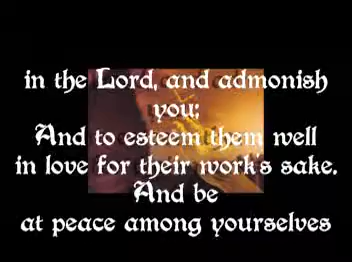 in the Lord, and admonish
you:
And to esteem them well
in love for their work's sake.
And be
at peace among yourselves